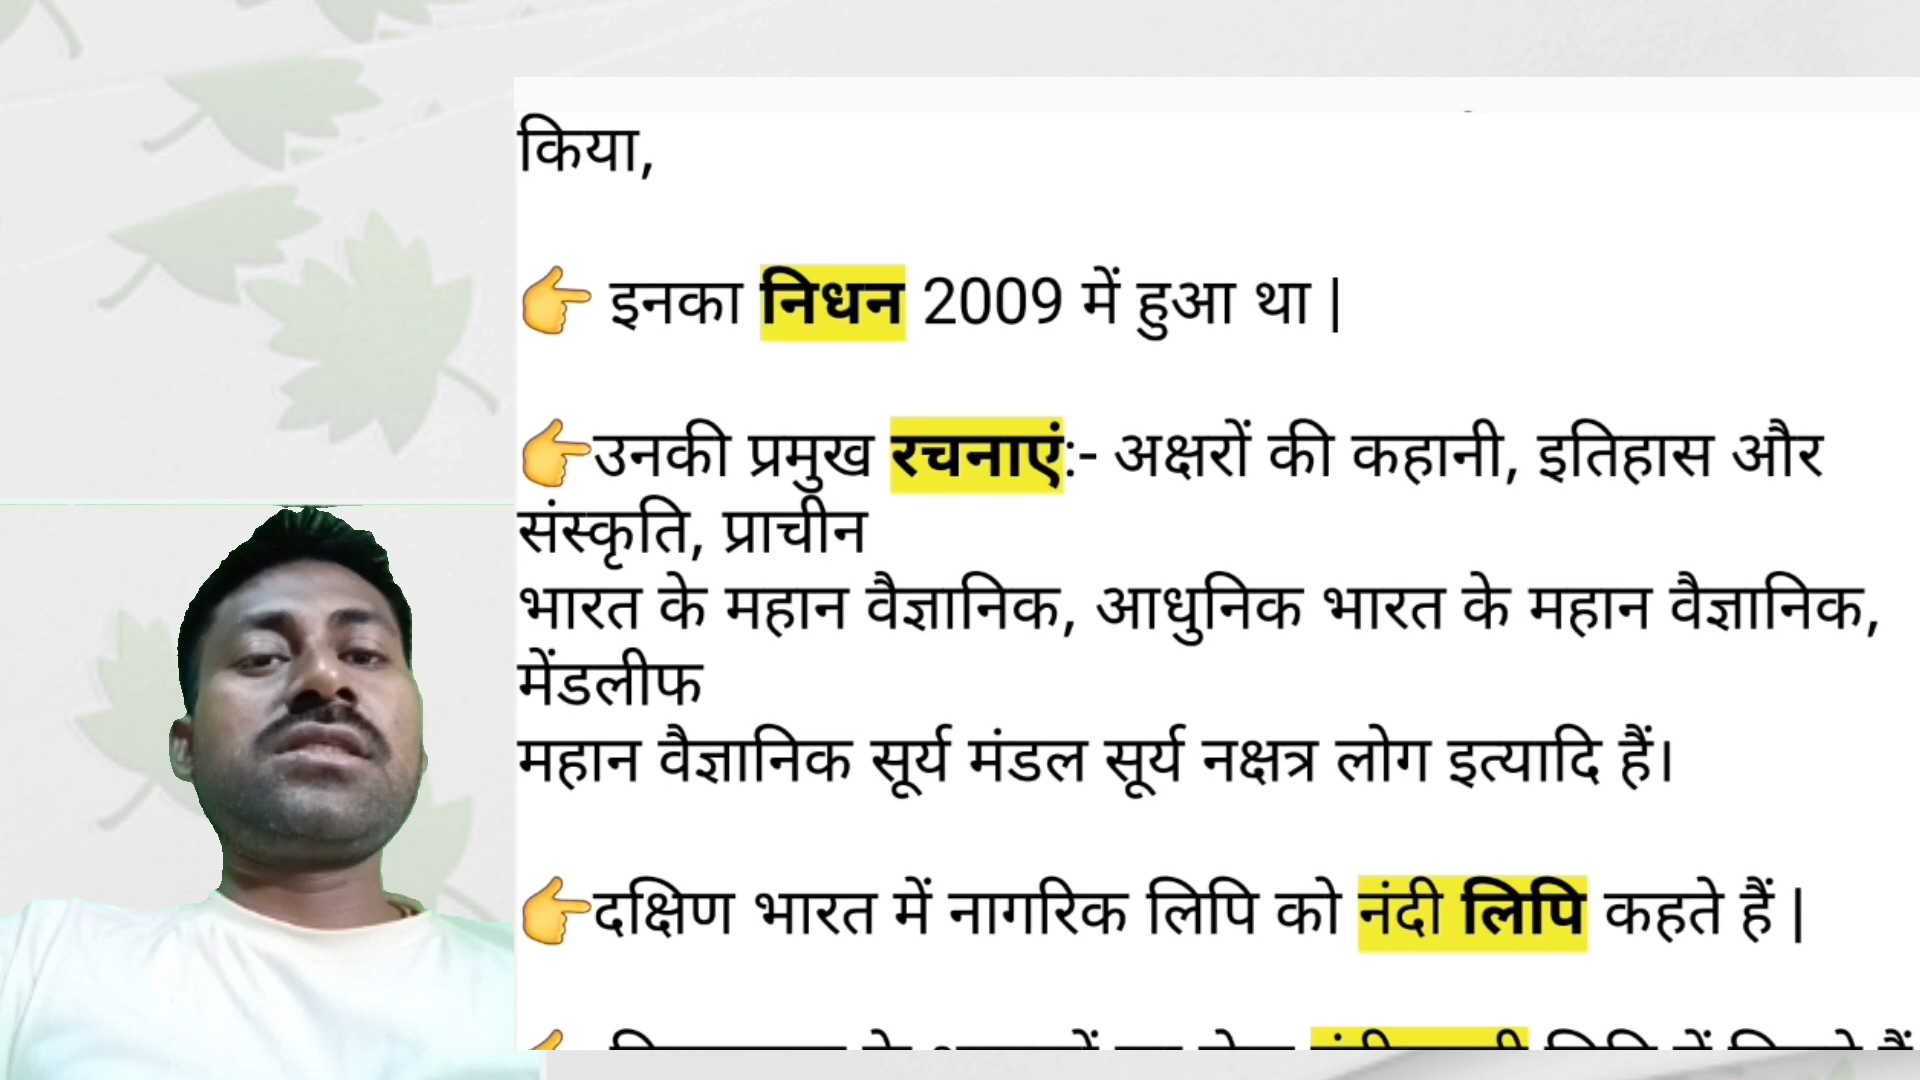 किया,
👉 इनका निधन 2009 में हुआ था |
👉उनकी प्रमुख रचनाएं:- अक्षरों की कहानी, इतिहास और
संस्कृति, प्राचीन
भारत के महान वैज्ञानिक, आधुनिक भारत के महान वैज्ञानिक,
मेंडलीफ
महान वैज्ञानिक सूर्य मंडल सूर्य नक्षत्र लोग इत्यादि हैं।
👉दक्षिण भारत में नागरिक लिपि को नंदी लिपि कहते हैं |